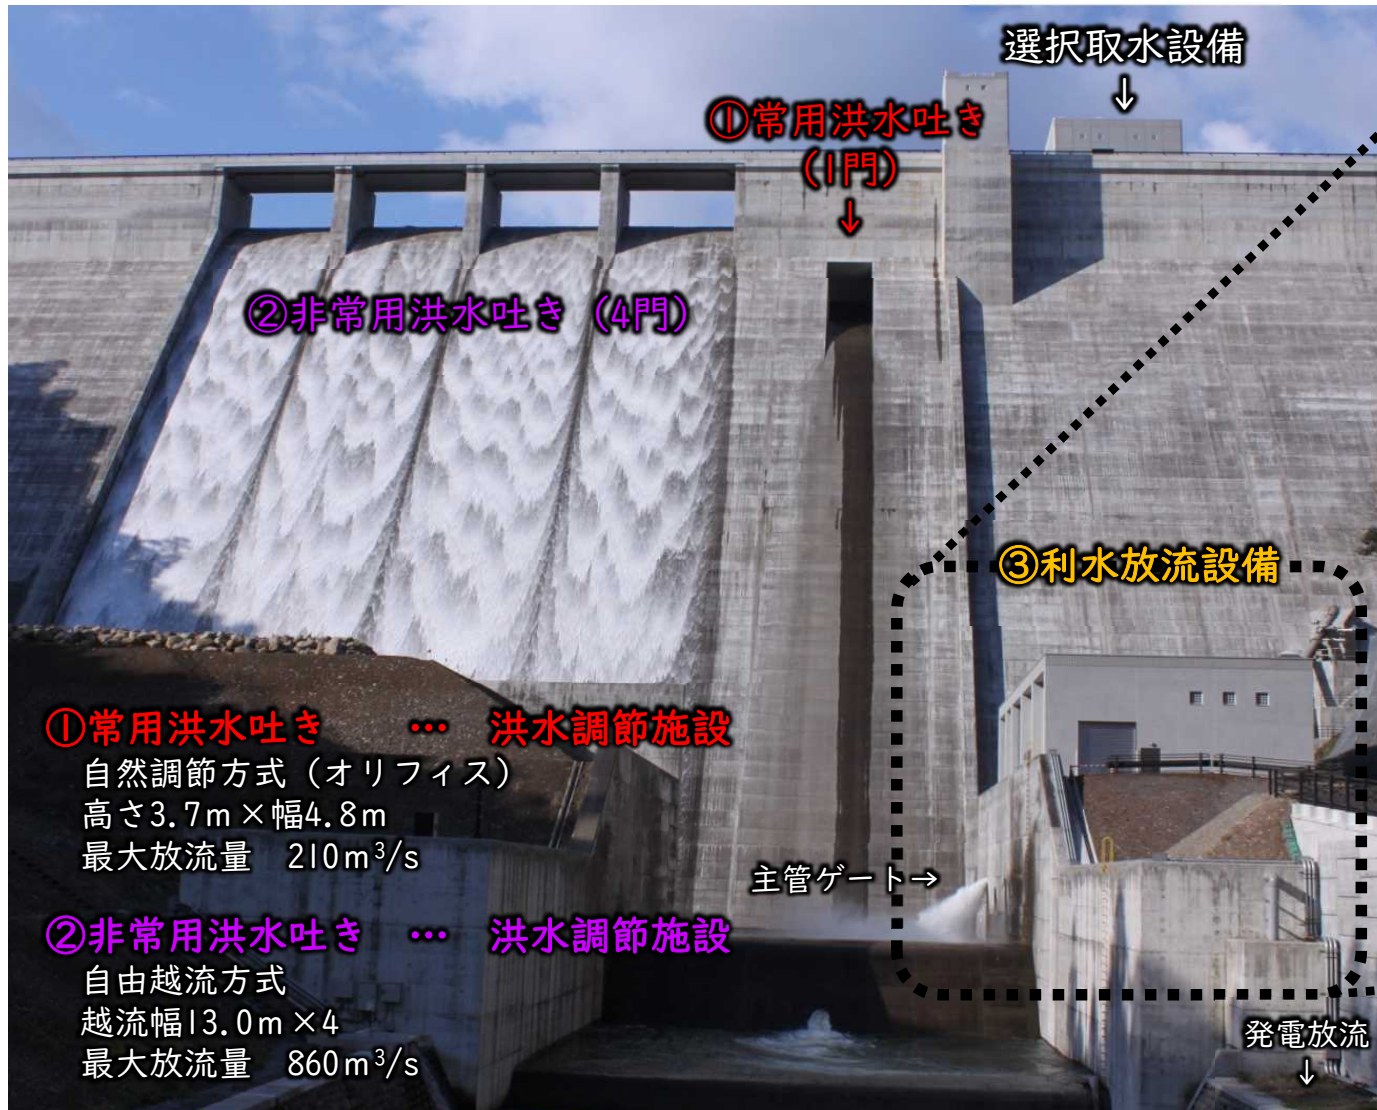 選択取水設備
↓
①常用洪水吐き
(1門)
↓
②非常用洪水吐き (4門)
③利水放流設備
①常用洪水吐き … 洪水調節施設
自然調節方式 (オリフィス)
高さ3.7m×幅4.8m
最大放流量 210m³/s
主管ゲート→
②非常用洪水吐き … 洪水調節施設
自由越流方式
越流幅13.0m×4
最大放流量 860m³/s
発電放流
↓